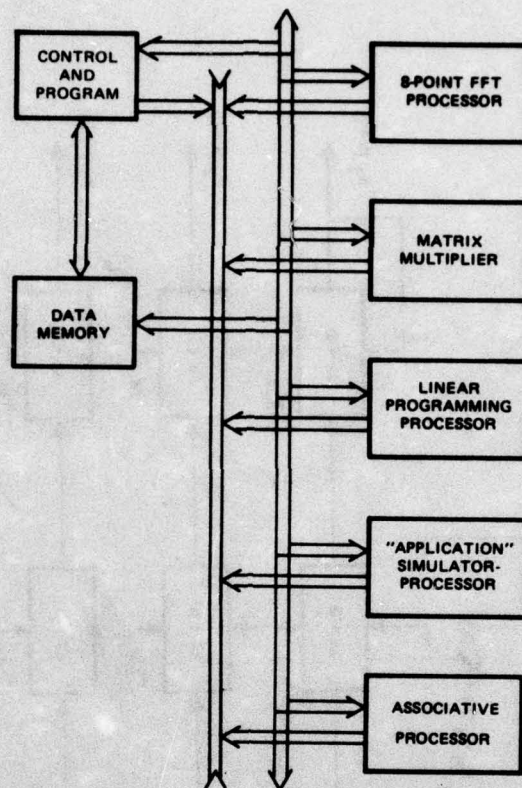 CONTROL
AND
PROGRAM
8-POINT FFT
PROCESSOR
MATRIX
MULTIPLIER
DATA
MEMORY
LINEAR
PROGRAMMING
PROCESSOR
"APPLICATION"
SIMULATOR-
PROCESSOR
ASSOCIATIVE
PROCESSOR